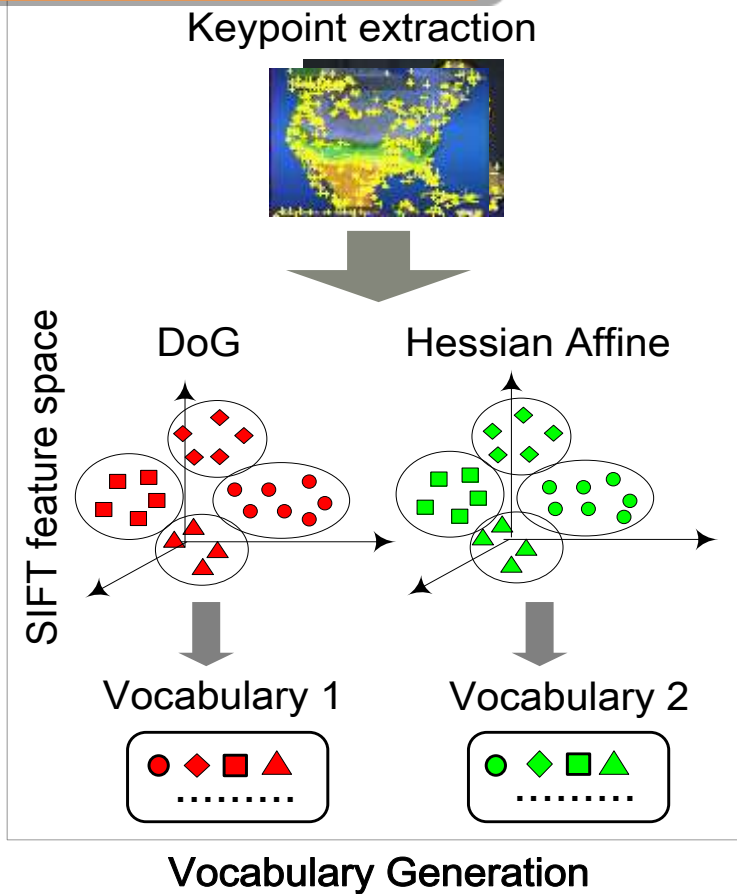 Keypoint extraction
SIFT feature space
DoG
Hessian Affine
Vocabulary 1
Vocabulary 2
.........
.........
Vocabulary Generation